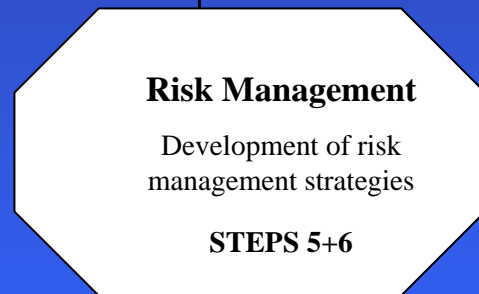 Risk Management
Development of risk
management strategies
STEPS 5+6